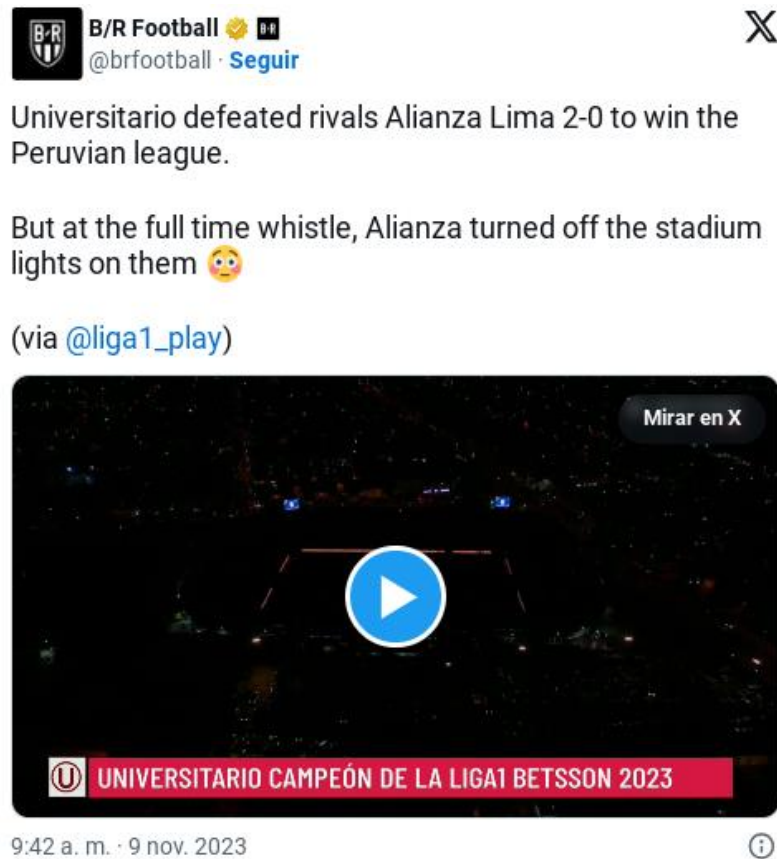 B/R Football
@brfootball · Seguir
Universitario defeated rivals Alianza Lima 2-0 to win the
Peruvian league.
But at the full time whistle, Alianza turned off the stadium
lights on them 😳
(via @liga1_play)
Mirar en X
UNIVERSITARIO CAMPEÓN DE LA LIGA1 BETSSON 2023
9:42 a. m. · 9 nov. 2023